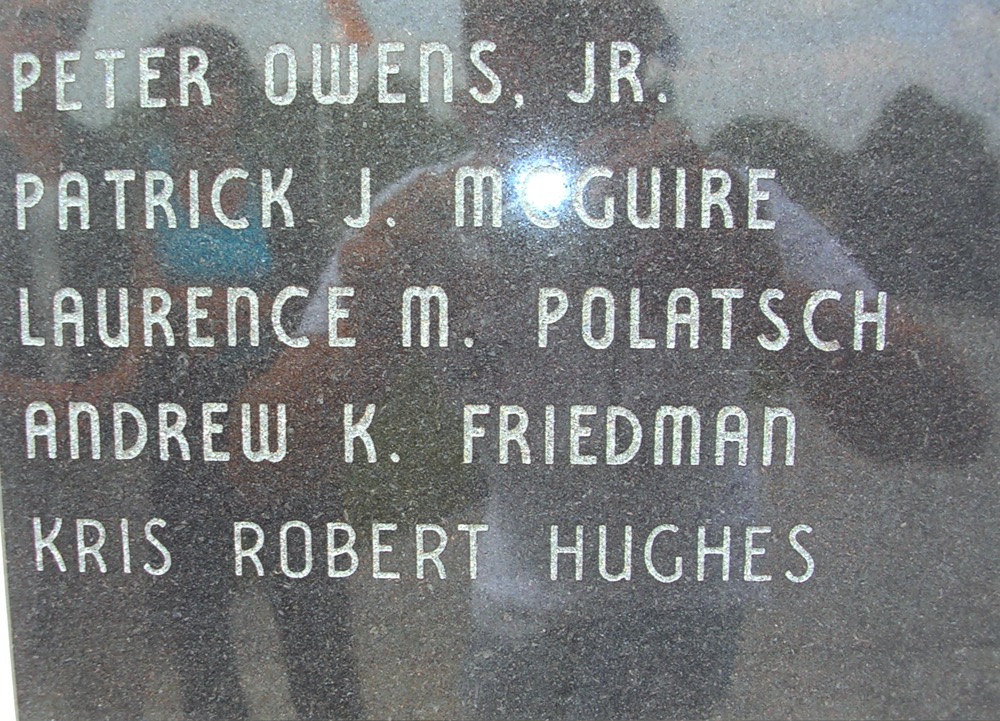 PETER OWENS, JR.
PATRICK J. McGUIRE
LAURENCE M. POLATSCH
ANDREW K. FRIEDMAN
KRIS ROBERT HUGHES